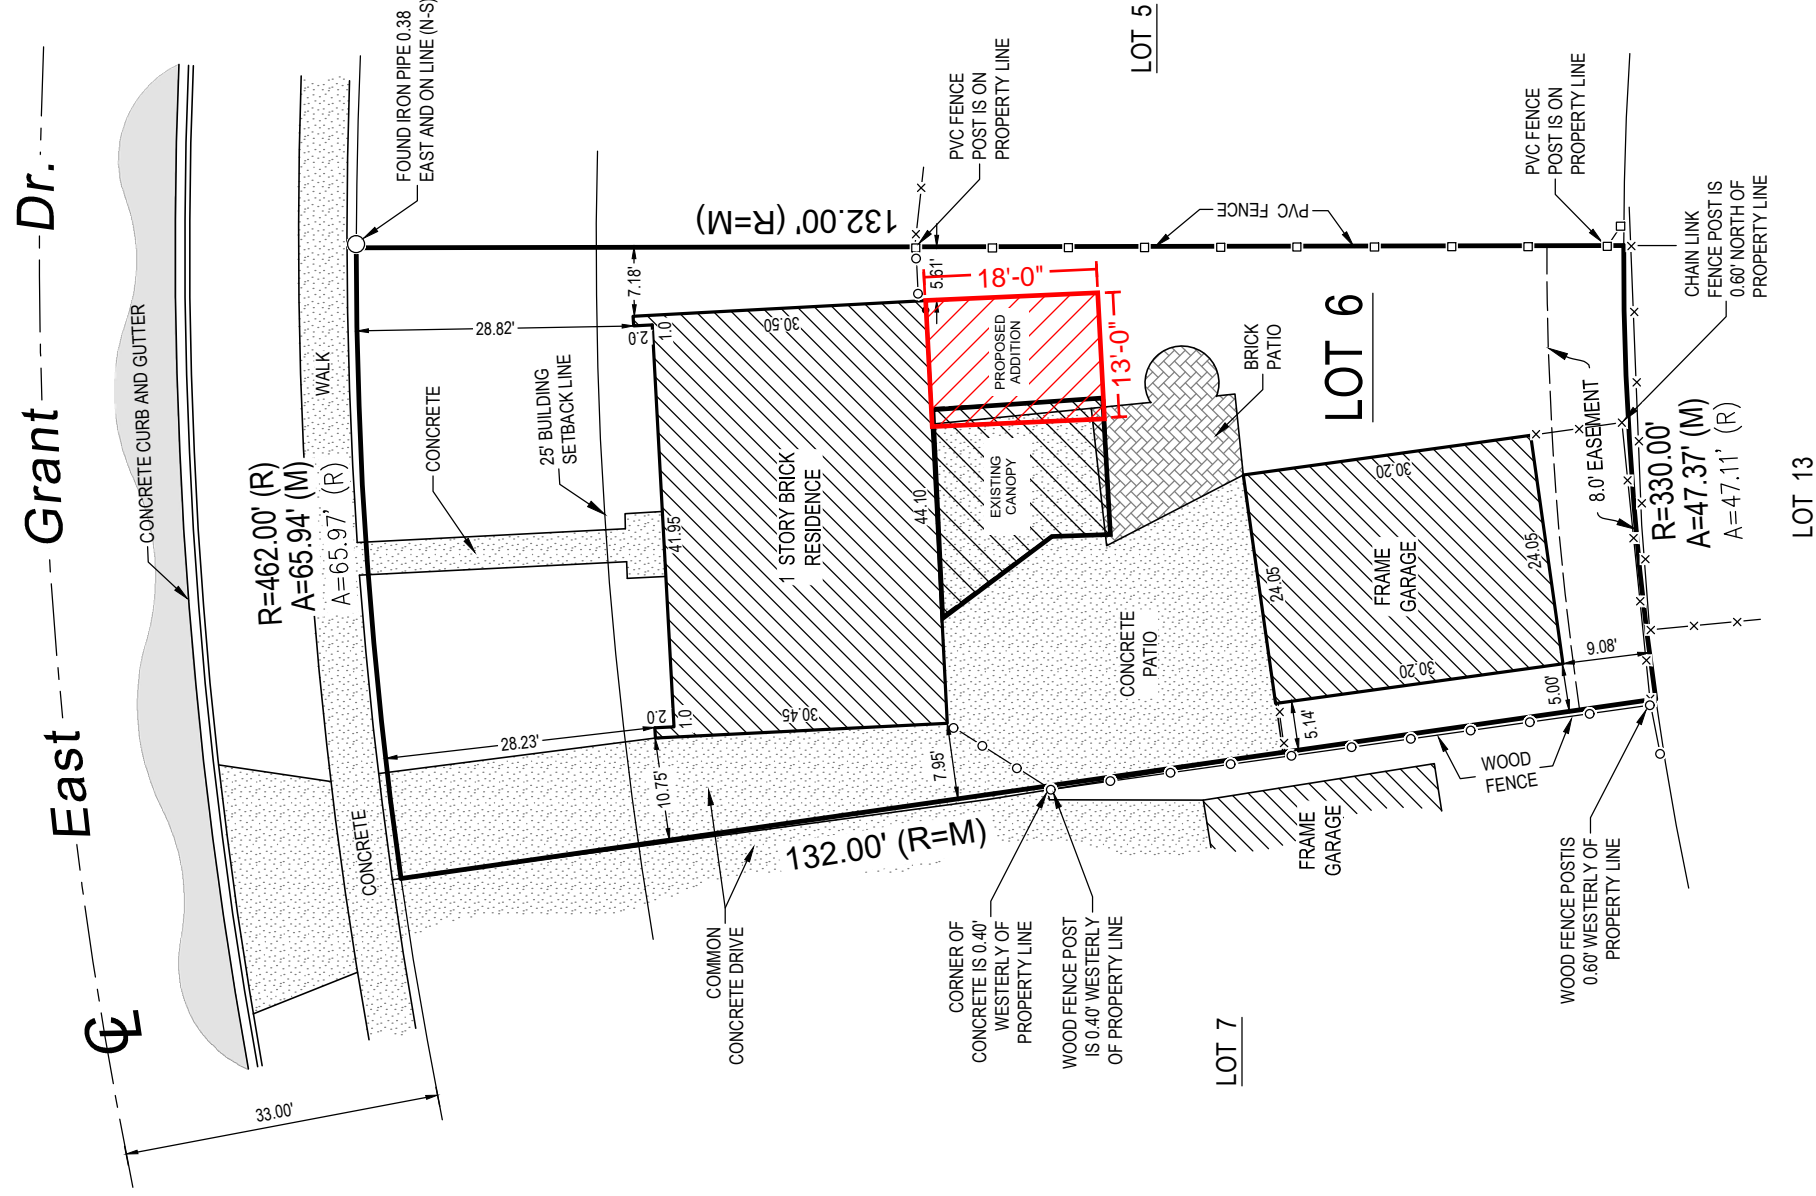 East Grant Dr.
CL
33.00'
CONCRETE CURB AND GUTTER
WALK
CONCRETE
FOUND IRON PIPE 0.38
EAST AND ON LINE (N-S)
R=462.00' (R)
A=65.94' (M)
A=65.97' (R)
CONCRETE
25' BUILDING
SETBACK LINE
28.82'
28.23'
7.18'
10.75'
2.0
1.0
2.0
1.0
41.95
30.50
30.45
44.10
1 STORY BRICK
RESIDENCE
132.00' (R=M)
132.00' (R=M)
COMMON
CONCRETE DRIVE
7.95'
5.61'
18'-0"
13'-0"
PROPOSED
ADDITION
EXISTING
CANOPY
PVC FENCE
POST IS ON
PROPERTY LINE
LOT 5
PVC FENCE
BRICK
PATIO
CONCRETE
PATIO
LOT 6
CORNER OF
CONCRETE IS 0.40'
WESTERLY OF
PROPERTY LINE
WOOD FENCE POST
IS 0.40' WESTERLY
OF PROPERTY LINE
LOT 7
FRAME
GARAGE
24.05
24.05
30.20
30.20
5.14'
5.00'
9.08'
FRAME
GARAGE
WOOD
FENCE
WOOD FENCE POSTIS
0.60' WESTERLY OF
PROPERTY LINE
PVC FENCE
POST IS ON
PROPERTY LINE
8.0' EASEMENT
CHAIN LINK
FENCE POST IS
0.60' NORTH OF
PROPERTY LINE
R=330.00'
A=47.37' (M)
A=47.11' (R)
LOT 13